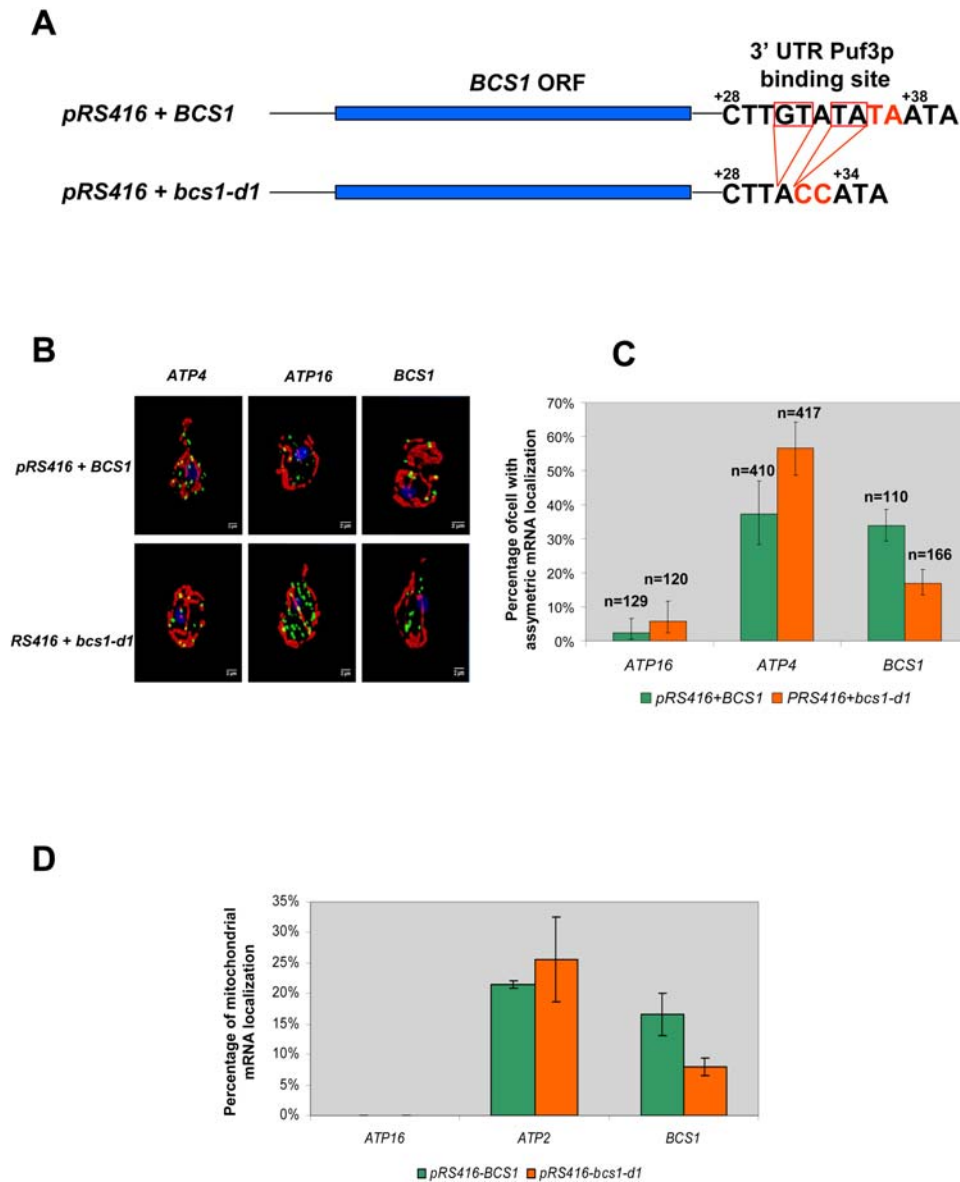 A
3' UTR Puf3p
binding site
BCS1 ORF
+28
+38
pRS416 + BCS1
CTTGTATATAATA
+28
+34
pRS416 + bcs1-d1
CTTACCATA
B
ATP4
ATP16
BCS1
pRS416 + BCS1
RS416 + bcs1-d1
C
Percentage ofcell with
assymetric mRNA localization
70%
60%
50%
40%
30%
20%
10%
0%
n=129
n=120
n=410
n=417
n=110
n=166
ATP16
ATP4
BCS1
pRS416+BCS1
PRS416+bcs1-d1
D
Percentage of mitochondrial
mRNA localization
35%
30%
25%
20%
15%
10%
5%
0%
ATP16
ATP2
BCS1
pRS416-BCS1
pRS416-bcs1-d1